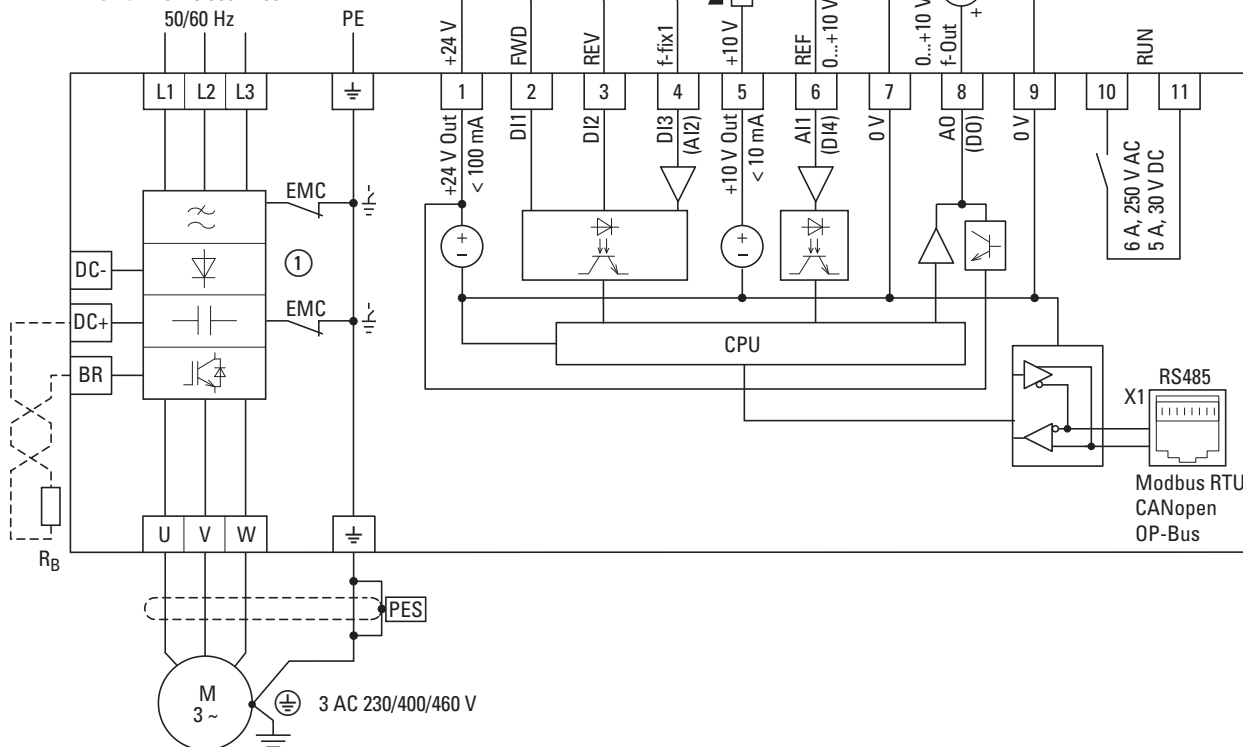 50/60 Hz
PE
+24 V
FWD
REV
f-fix1
+10 V
REF
0...+10 V
0...+10 V
f-Out
+
RUN
L1 L2 L3
1 2 3 4 5 6 7 8 9 10 11
+24 V Out
< 100 mA
DI1
DI2
DI3
(AI2)
+10 V Out
< 10 mA
AI1
(DI4)
0 V
AO
(DO)
0 V
6 A, 250 V AC
5 A, 30 V DC
EMC
DC-
1
DC+
EMC
BR
+
-
+
-
CPU
X1
RS485
Modbus RTU
CANopen
OP-Bus
RB
U V W
PES
M
3 ~
3 AC 230/400/460 V